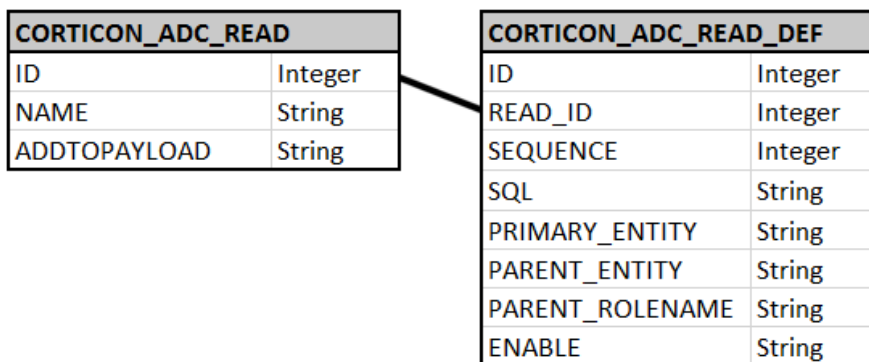 CORTICON_ADC_READ
ID Integer
NAME String
ADDTOPAYLOAD String
CORTICON_ADC_READ_DEF
ID Integer
READ_ID Integer
SEQUENCE Integer
SQL String
PRIMARY_ENTITY String
PARENT_ENTITY String
PARENT_ROLENAME String
ENABLE String